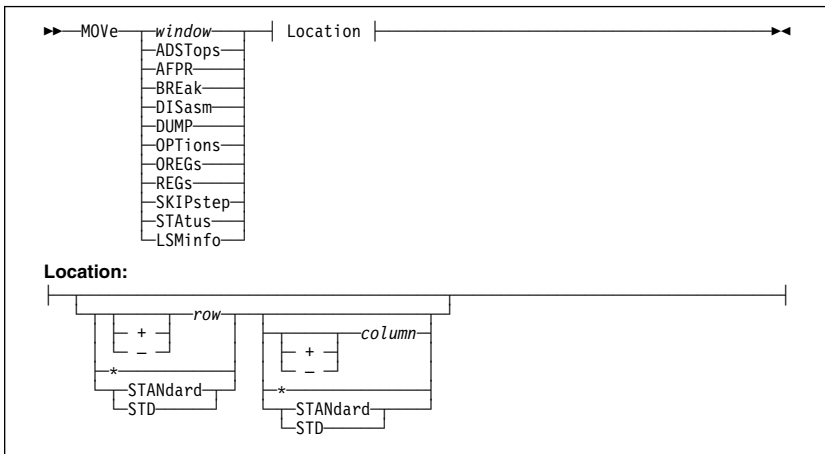 MOVe window Location
ADSTops
AFPR
BREak
DISasm
DUMP
OPTions
OREGs
REGs
SKIPstep
STAtus
LSMinfo
Location:
row
+ column
– +
–
* *
STANdard STANdard
STD STD